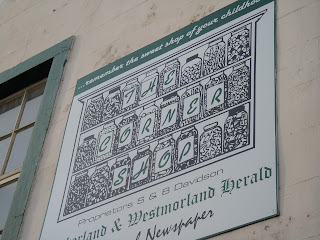 ...remember the sweet shop of your childhood
THE
CORNER
SHOP
Proprietors S & B Davidson
& Westmorland Herald
Newspaper